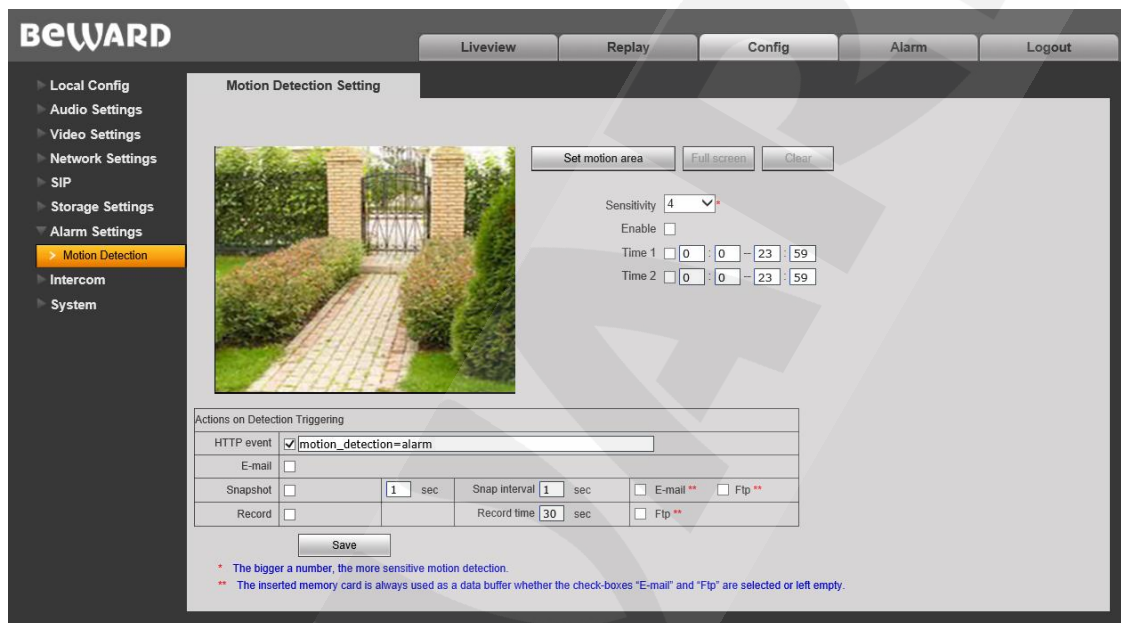 BEWARD
Liveview Replay Config Alarm Logout
Local Config
Audio Settings
Video Settings
Network Settings
SIP
Storage Settings
Alarm Settings
> Motion Detection
Intercom
System
Motion Detection Setting
Set motion area Full screen Clear
Sensitivity 4 *
Enable
Time 1 0 : 0 – 23 : 59
Time 2 0 : 0 – 23 : 59
Actions on Detection Triggering
HTTP event motion_detection=alarm
E-mail
Snapshot 1 sec Snap interval 1 sec E-mail ** Ftp **
Record Record time 30 sec Ftp **
Save
* The bigger a number, the more sensitive motion detection.
** The inserted memory card is always used as a data buffer whether the check-boxes “E-mail” and “Ftp” are selected or left empty.